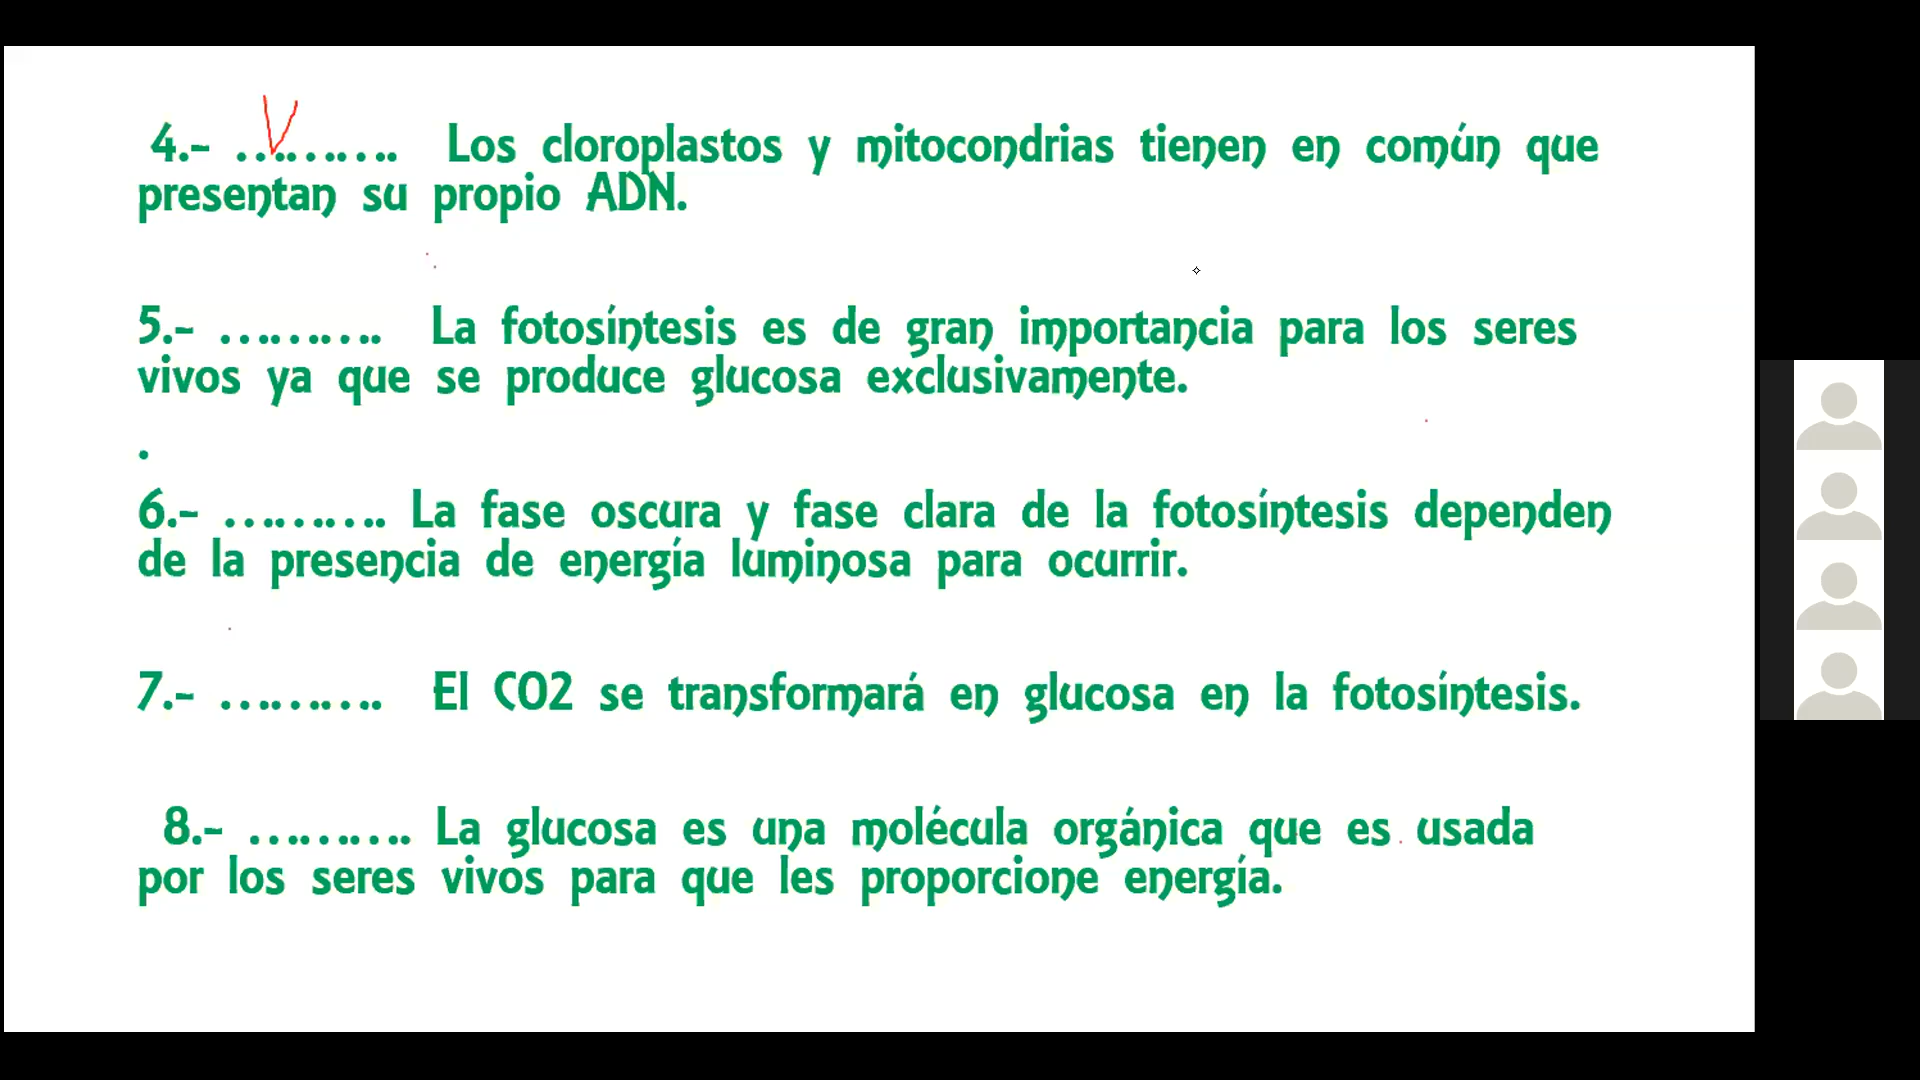 V
4.- .......... Los cloroplastos y mitocondrias tienen en común que
presentan su propio ADN.
5.- .......... La fotosíntesis es de gran importancia para los seres
vivos ya que se produce glucosa exclusivamente.
.
6.- .......... La fase oscura y fase clara de la fotosíntesis dependen
de la presencia de energía luminosa para ocurrir.
7.- .......... El CO2 se transformará en glucosa en la fotosíntesis.
8.- .......... La glucosa es una molécula orgánica que es usada
por los seres vivos para que les proporcione energía.